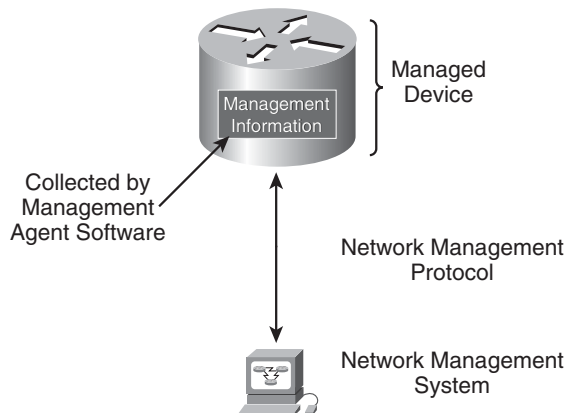 Managed
Device
Management
Information
Collected by
Management
Agent Software
Network Management
Protocol
Network Management
System